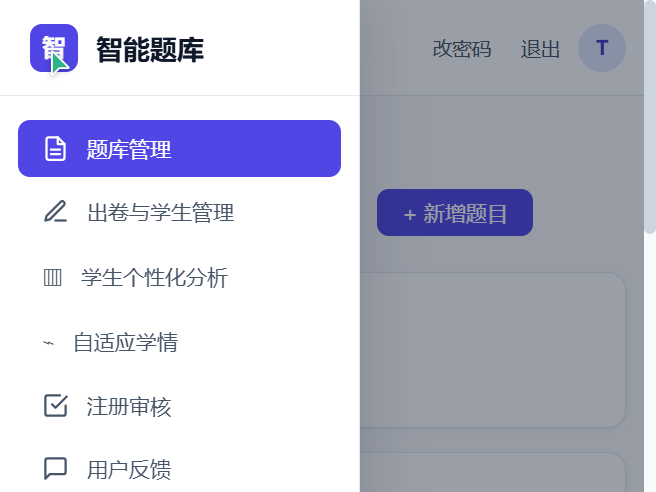 智 智能题库
改密码 退出 T
题库管理
出卷与学生管理
+ 新增题目
学生个性化分析
自适应学情
注册审核
用户反馈